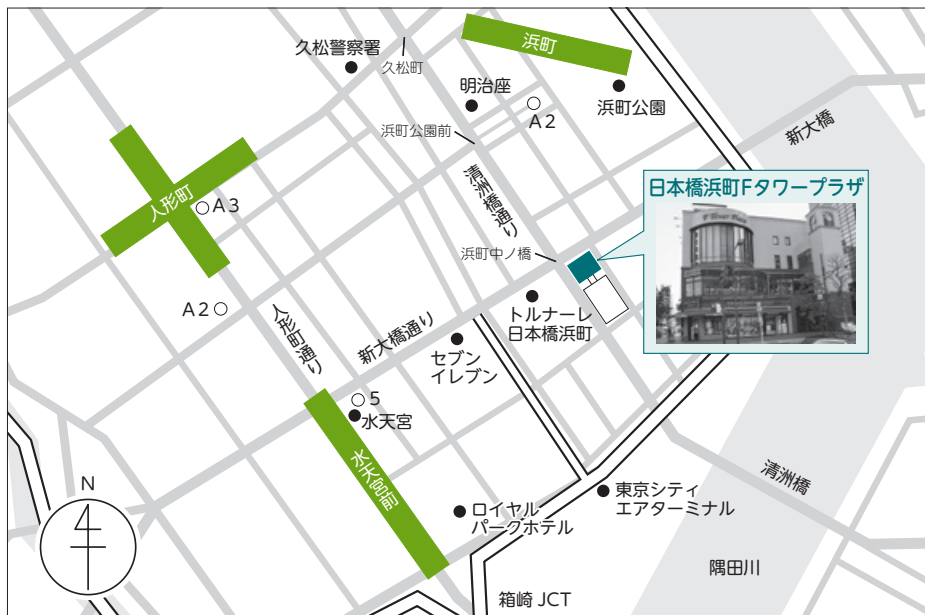 久松警察署
久松町
浜町
明治座
A2
浜町公園
浜町公園前
新大橋
人形町
A3
清洲橋通り
日本橋浜町Fタワープラザ
浜町中ノ橋
A2
人形町通り
新大橋通り
トルナーレ
日本橋浜町
セブン
イレブン
5
水天宮
水天宮前
清洲橋
N
ロイヤル
パークホテル
東京シティ
エアターミナル
隅田川
箱崎 JCT